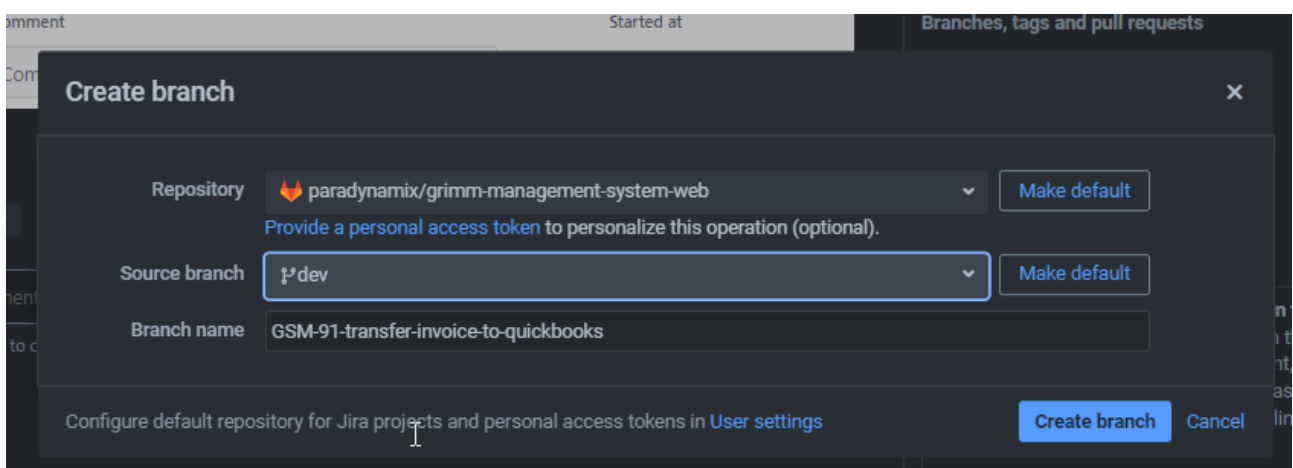 Started at
Branches, tags and pull requests
Create branch
Repository
paradynamix/grimm-management-system-web
Make default
Provide a personal access token to personalize this operation (optional).
Source branch
dev
Make default
Branch name
GSM-91-transfer-invoice-to-quickbooks
to
Configure default repository for Jira projects and personal access tokens in User settings
Create branch
Cancel